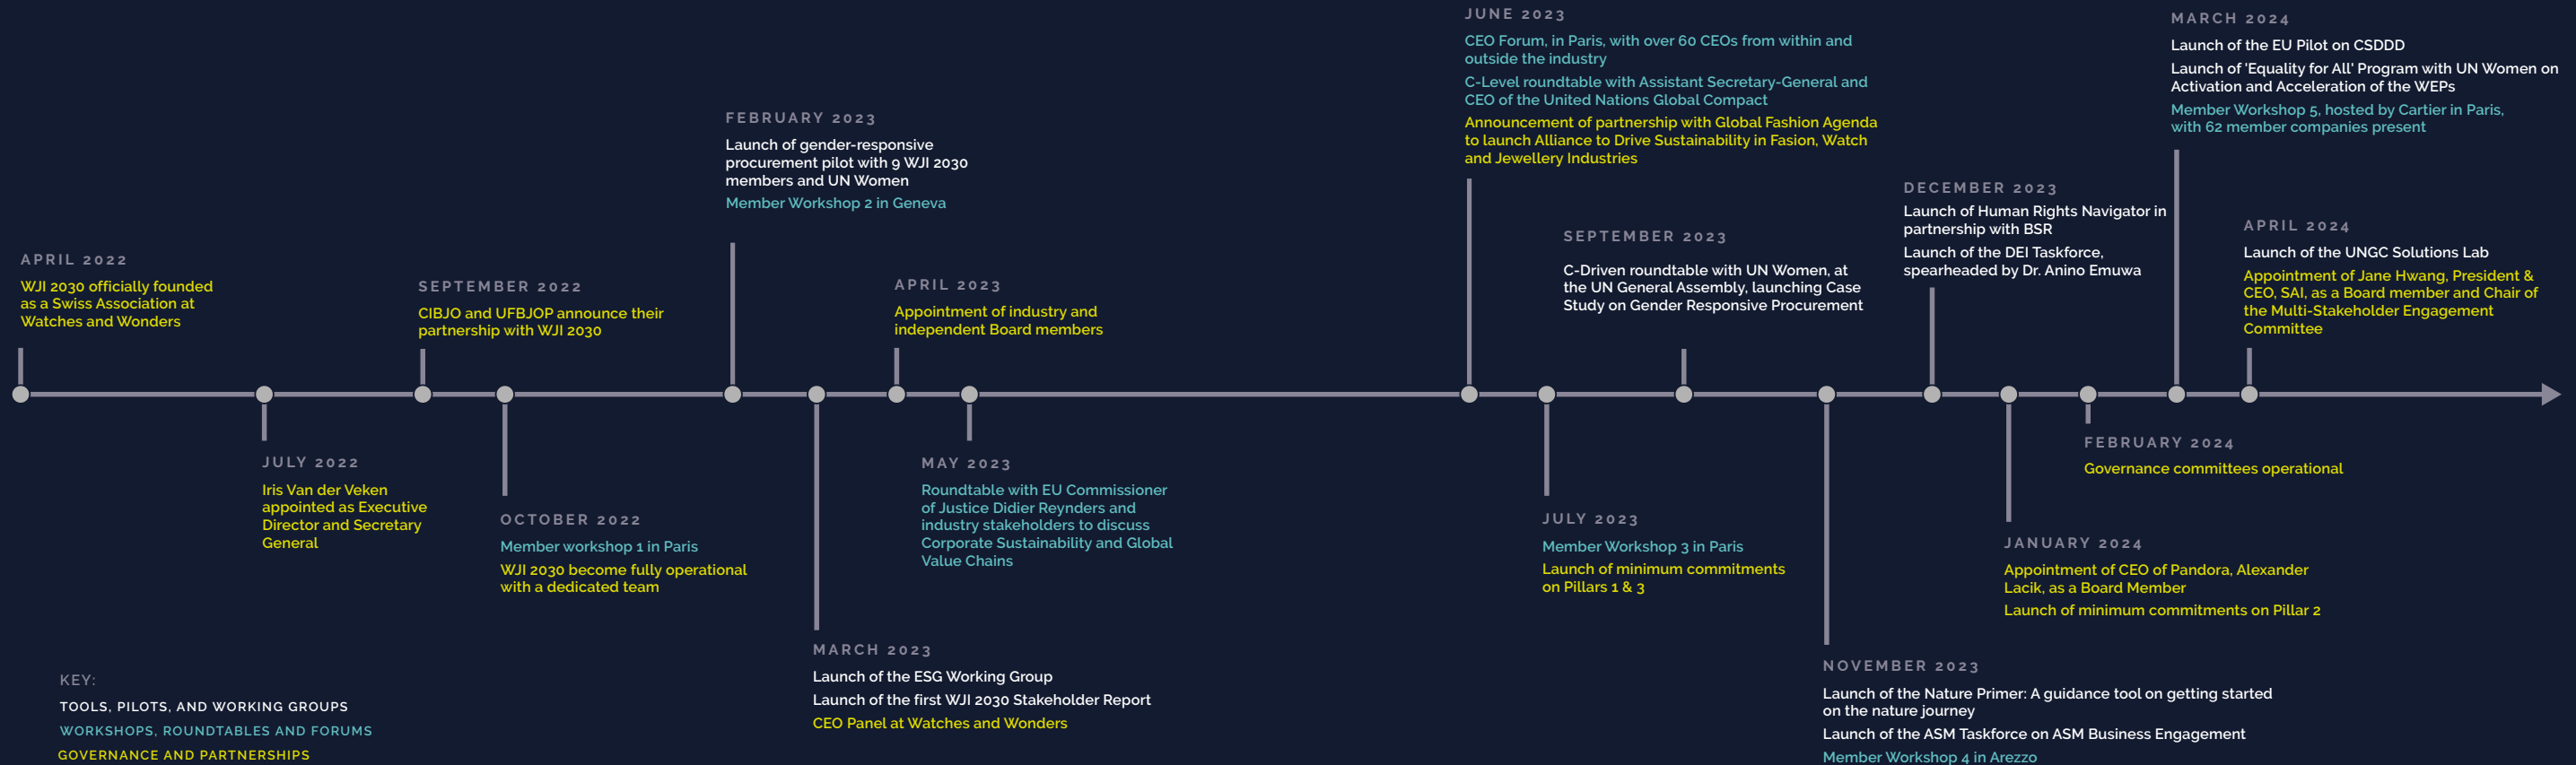 APRIL 2022
WJI 2030 officially founded
as a Swiss Association at
Watches and Wonders
JULY 2022
Iris Van der Veken
appointed as Executive
Director and Secretary
General
SEPTEMBER 2022
CIBJO and UFBJOP announce their
partnership with WJI 2030
OCTOBER 2022
Member workshop 1 in Paris
WJI 2030 become fully operational
with a dedicated team
FEBRUARY 2023
Launch of gender-responsive
procurement pilot with 9 WJI 2030
members and UN Women
Member Workshop 2 in Geneva
MARCH 2023
Launch of the ESG Working Group
Launch of the first WJI 2030 Stakeholder Report
CEO Panel at Watches and Wonders
APRIL 2023
Appointment of industry and
independent Board members
MAY 2023
Roundtable with EU Commissioner
of Justice Didier Reynders and
industry stakeholders to discuss
Corporate Sustainability and Global
Value Chains
JUNE 2023
CEO Forum, in Paris, with over 60 CEOs from within and
outside the industry
C-Level roundtable with Assistant Secretary-General and
CEO of the United Nations Global Compact
Announcement of partnership with Global Fashion Agenda
to launch Alliance to Drive Sustainability in Fasion, Watch
and Jewellery Industries
JULY 2023
Member Workshop 3 in Paris
Launch of minimum commitments
on Pillars 1 & 3
SEPTEMBER 2023
C-Driven roundtable with UN Women, at
the UN General Assembly, launching Case
Study on Gender Responsive Procurement
NOVEMBER 2023
Launch of the Nature Primer: A guidance tool on getting started
on the nature journey
Launch of the ASM Taskforce on ASM Business Engagement
Member Workshop 4 in Arezzo
DECEMBER 2023
Launch of Human Rights Navigator in
partnership with BSR
Launch of the DEI Taskforce,
spearheaded by Dr. Anino Emuwa
JANUARY 2024
Appointment of CEO of Pandora, Alexander
Lacik, as a Board Member
Launch of minimum commitments on Pillar 2
FEBRUARY 2024
Governance committees operational
MARCH 2024
Launch of the EU Pilot on CSDDD
Launch of 'Equality for All' Program with UN Women on
Activation and Acceleration of the WEPs
Member Workshop 5, hosted by Cartier in Paris,
with 62 member companies present
APRIL 2024
Launch of the UNGC Solutions Lab
Appointment of Jane Hwang, President &
CEO, SAI, as a Board member and Chair of
the Multi-Stakeholder Engagement
Committee
KEY:
TOOLS, PILOTS, AND WORKING GROUPS
WORKSHOPS, ROUNDTABLES AND FORUMS
GOVERNANCE AND PARTNERSHIPS